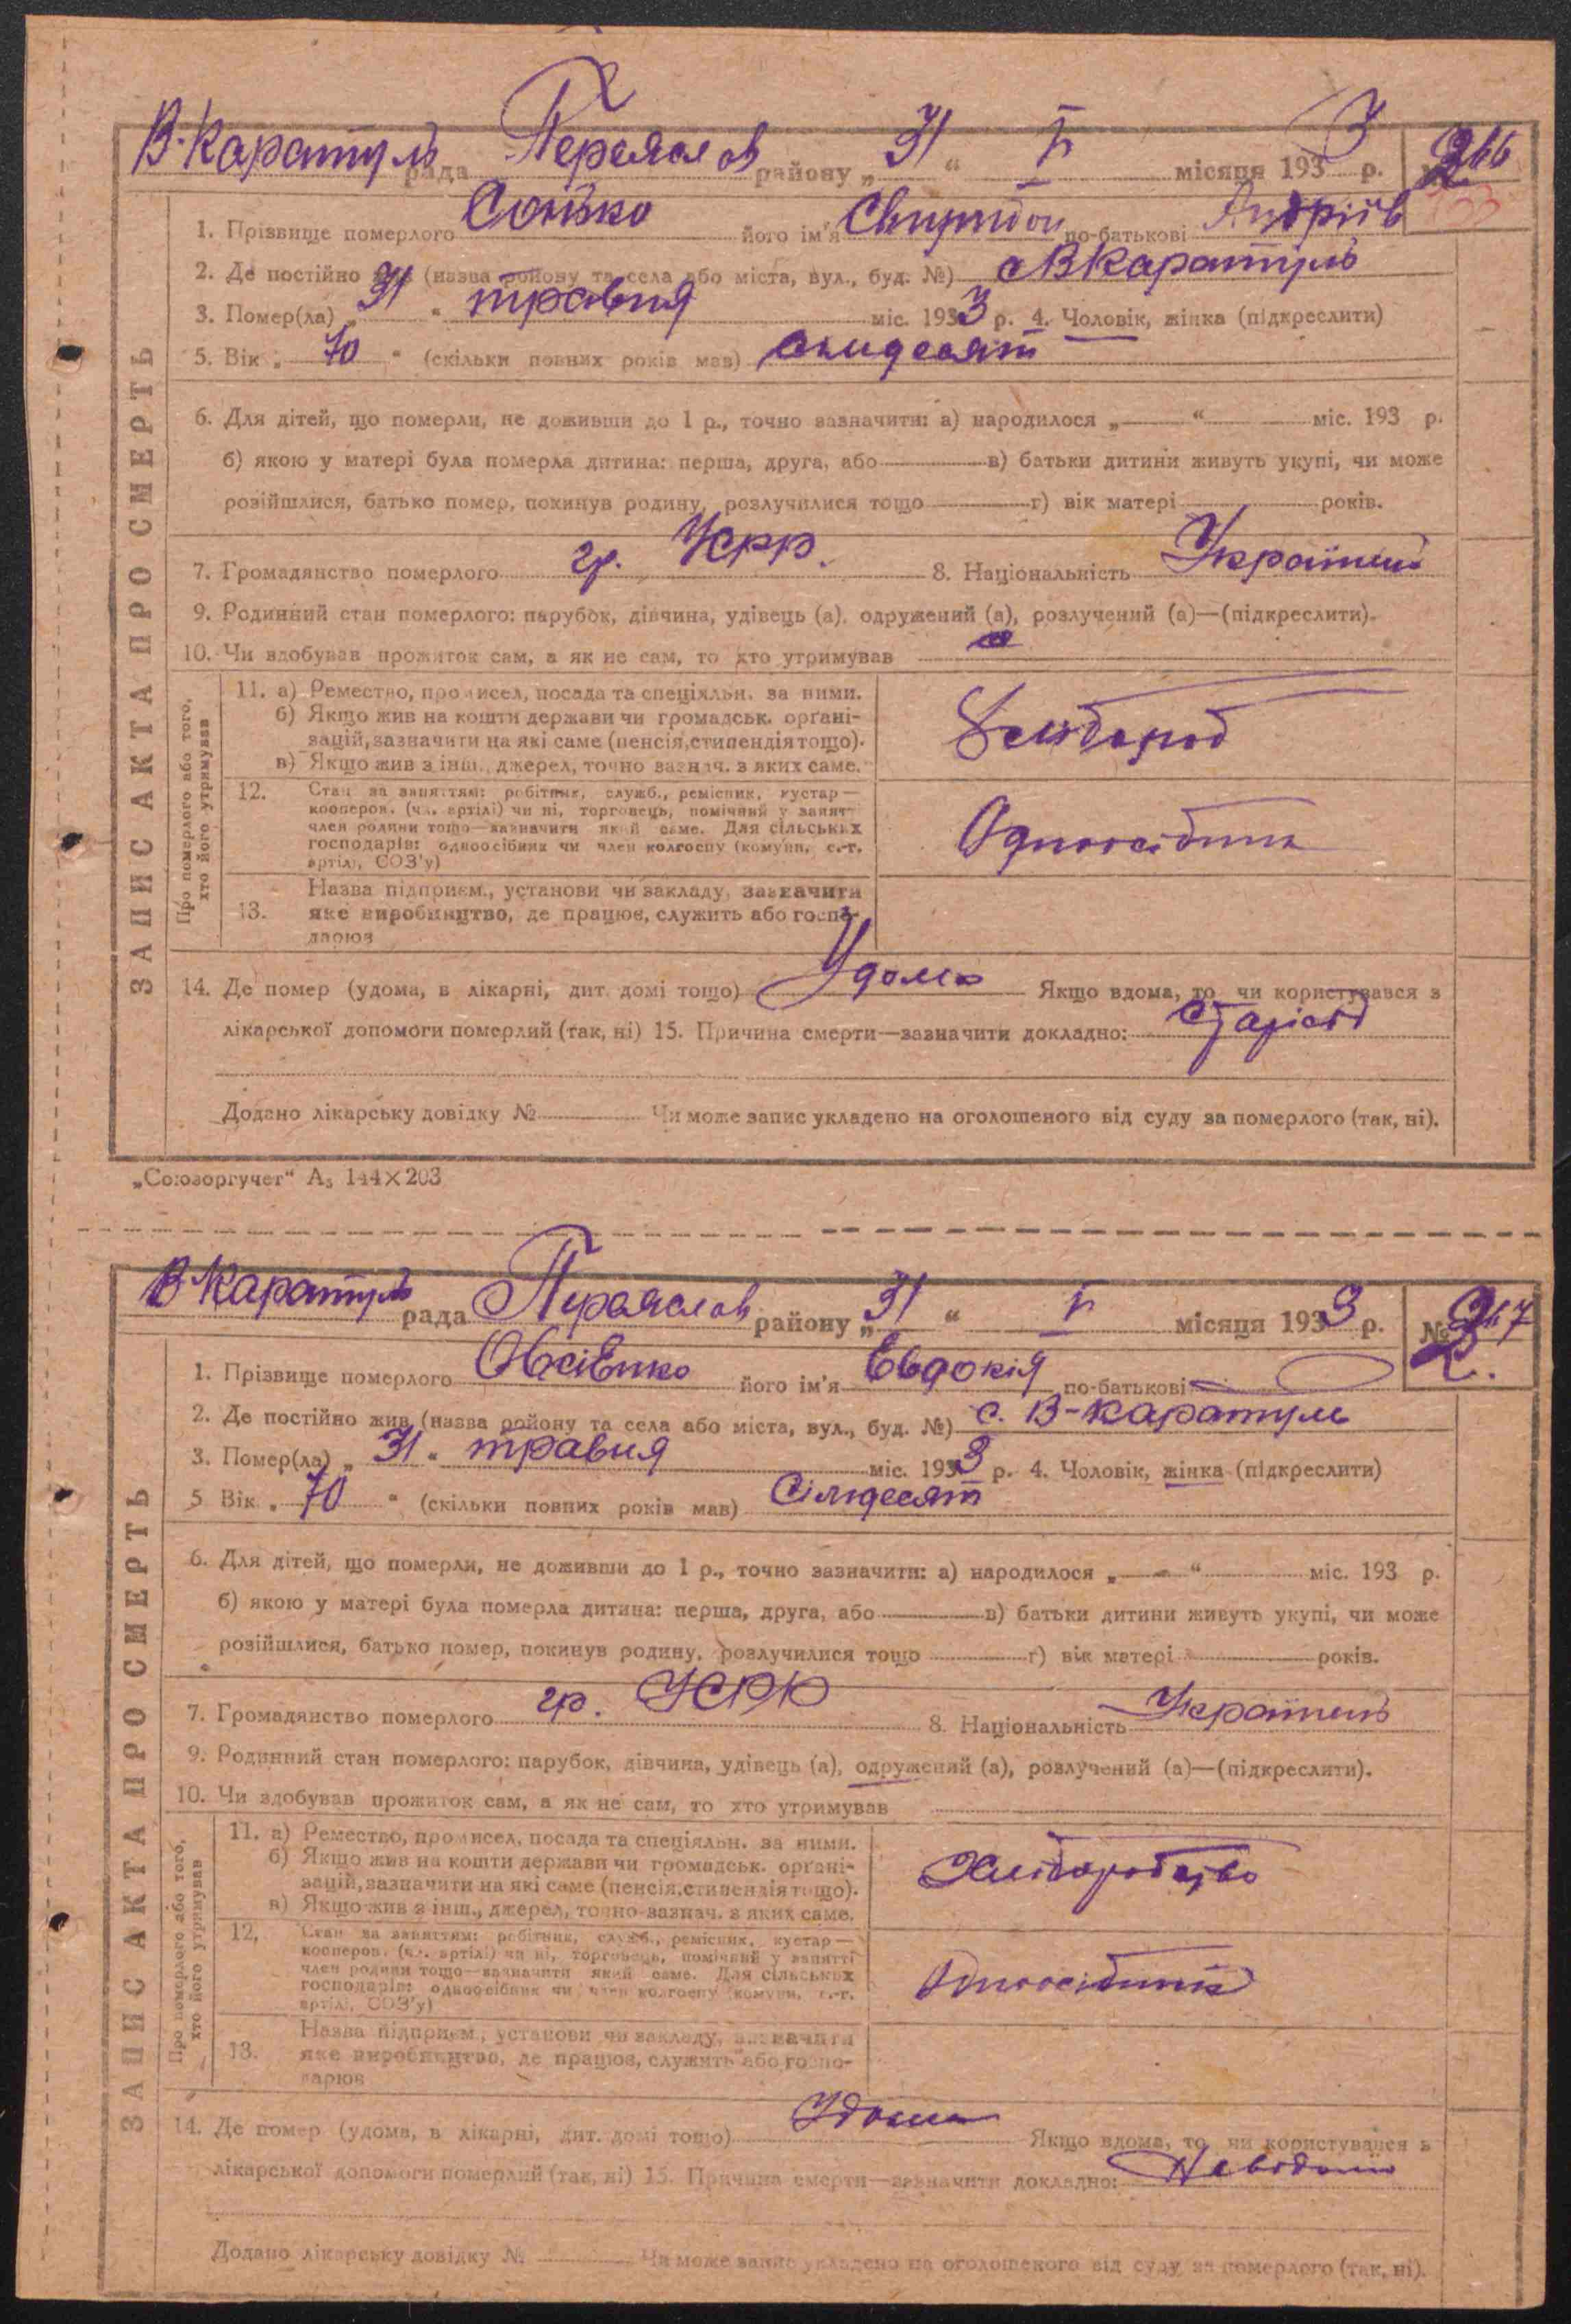 В-Каратуль рада Переяслов району „31“ V місяця 1933 р. № 266
ЗАПИС АКТА ПРО СМЕРТЬ
1. Прізвище померлого його ім'я Свиридон по-батькові Андріїв
2. Де постійно жив (назва району та села або міста, вул., буд. №) с В Каратуль
3. Помер(ла) „31“ травня міс. 1933 р. 4. Чоловік, жінка (підкреслити)
5. Вік „70“ (скільки повних років мав)
6. Для дітей, що померли, не доживши до 1 р., точно зазначити: а) народилося „ “ міс. 193 р.
б) якою у матері була померла дитина: перша, друга, або в) батьки дитини живуть укупі, чи може
розійшлися, батько помер, покинув родину, розлучилися тощо г) вік матері років.
7. Громадянство померлого гр. УСРР. 8. Національність Українець
9. Родинний стан померлого: парубок, дівчина, удівець (а), одружений (а), розлучений (а)—(підкреслити).
10. Чи здобував прожиток сам, а як не сам, то хто утримував
Про померлого або того, хто його утримував
11. а) Ремество, промисел, посада та спеціяльн. за ними.
б) Якщо жив на кошти держави чи громадськ. органі-
зацій, зазначити на які саме (пенсія, стипендія тощо).
в) Якщо жив з інш., джерел, точно зазнач. з яких саме.
Хлібороб
12. Стан за заняттям: робітник, служб., ремісник, кустар—
кооперов. (чл. артілі) чи ні, торговець, помічний у занятті
член родини тощо—зазначити який саме. Для сільських
господарів: одноосібник чи член колгоспу (комуни, с.-г.
артілі, СОЗ'у)
Одноосібник
Назва підприєм., установи чи закладу, зазначити
13. яке виробництво, де працює, служить або госпо-
дарює
14. Де помер (удома, в лікарні, дит. домі тощо) Удома Якщо вдома, то чи користувався з
лікарської допомоги померлий (так, ні) 15. Причина смерти—зазначити докладно: Старість
Додано лікарську довідку № Чи може запис укладено на оголошеного від суду за померлого (так, ні).
„Союзоргучет“ А₅ 144×203
В Каратуль рада Переяслов району „31“ V місяця 1933 р. № 267
ЗАПИС АКТА ПРО СМЕРТЬ
1. Прізвище померлого Овсієнко його ім'я Евдокія по-батькові
2. Де постійно жив (назва району та села або міста, вул., буд. №) с. В-Каратуль
3. Помер(ла) „31“ травня міс. 1933 р. 4. Чоловік, жінка (підкреслити)
5 Вік „70“ (скільки повних років мав) Сімдесят
6. Для дітей, що померли, не доживши до 1 р., точно зазначити: а) народилося „ “ міс. 193 р.
б) якою у матері була померла дитина: перша, друга, або в) батьки дитини живуть укупі, чи може
розійшлися, батько помер, покинув родину, розлучилися тощо г) вік матері років.
7. Громадянство померлого гр. УСРР 8. Національність Українець
9. Родинний стан померлого: парубок, дівчина, удівець (а), одружений (а), розлучений (а)—(підкреслити).
10. Чи здобував прожиток сам, а як не сам, то хто утримував
Про померлого або того, хто його утримував
11. а) Ремество, промисел, посада та спеціяльн. за ними.
б) Якщо жив на кошти держави чи громадськ. органі-
зацій, зазначити на які саме (пенсія, стипендія тощо).
в) Якщо жив з інш., джерел, точно зазнач. з яких саме.
Хліборобство
12. Стан за заняттям: робітник, служб., ремісник, кустар—
кооперов. (чл. артілі) чи ні, торговець, помічний у занятті
член родини тощо—зазначити який саме. Для сільських
господарів: одноосібник чи член колгоспу (комуни, с.-г.
артілі, СОЗ'у)
Одноосібник
Назва підприєм., установи чи закладу, зазначити
13. яке виробництво, де працює, служить або госпо-
дарює
14. Де помер (удома, в лікарні, дит. домі тощо) Удома Якщо вдома, то чи користувався з
лікарської допомоги померлий (так, ні) 15. Причина смерти—зазначити докладно: Невідомо
Додано лікарську довідку № Чи може запис укладено на оголошеного від суду за померлого (так, ні).